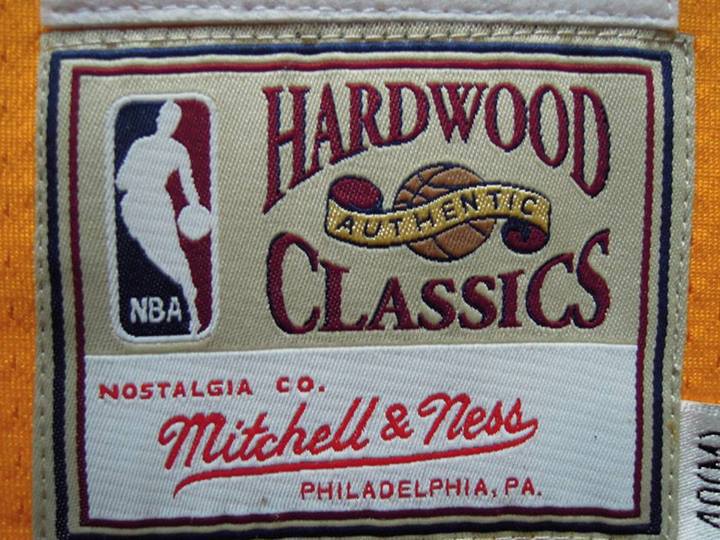 HARDWOOD
AUTHENTIC
CLASSICS
NBA
NOSTALGIA CO.
Mitchell & Ness
PHILADELPHIA, PA.